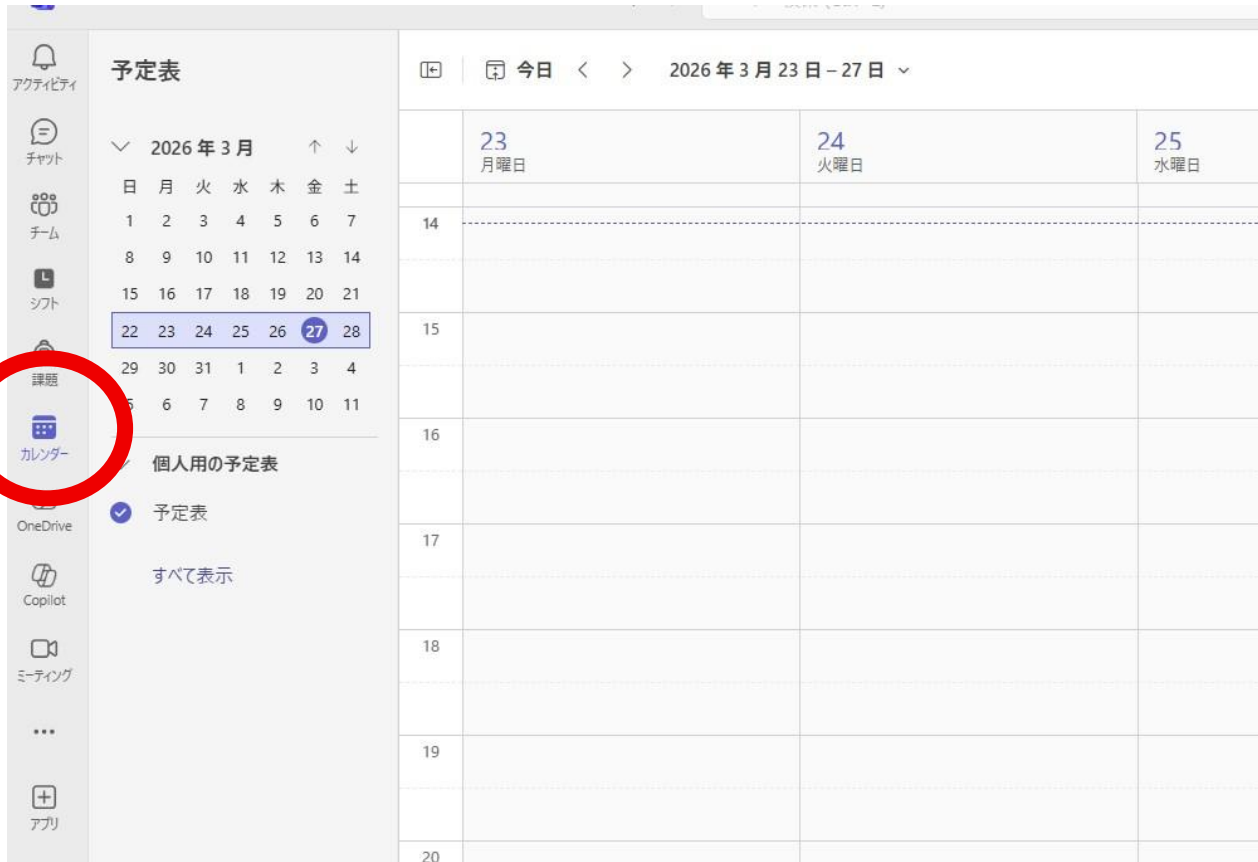 アクティビティ
チャット
チーム
シフト
課題
カレンダー
OneDrive
Copilot
ミーティング
アプリ
予定表
2026 年 3 月
日 月 火 水 木 金 土
1 2 3 4 5 6 7
8 9 10 11 12 13 14
15 16 17 18 19 20 21
22 23 24 25 26 27 28
29 30 31 1 2 3 4
6 7 8 9 10 11
個人用の予定表
予定表
すべて表示
今日 2026 年 3 月 23 日 – 27 日
23 24 25
月曜日 火曜日 水曜日
14
15
16
17
18
19
20